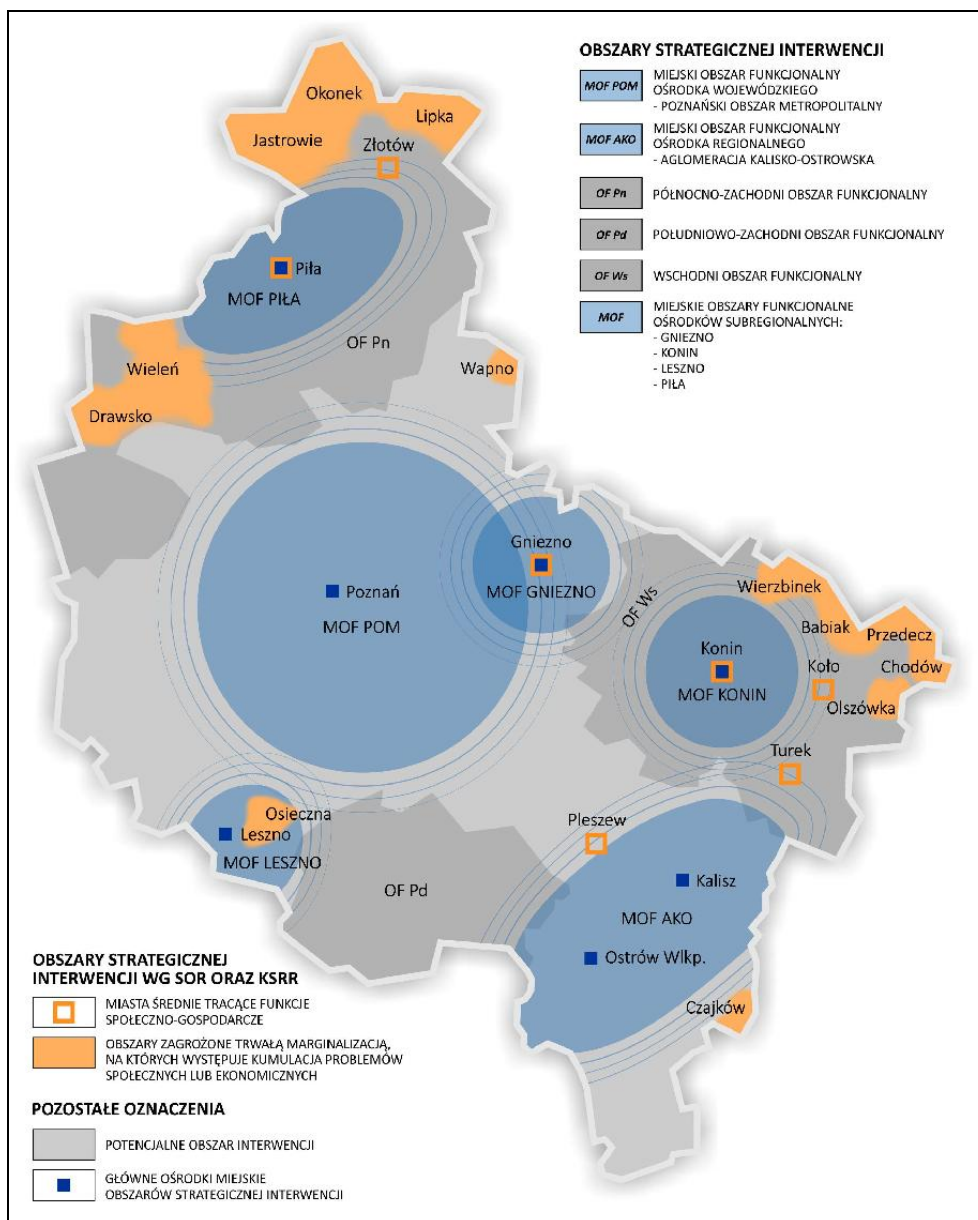 OBSZARY STRATEGICZNEJ INTERWENCJI
MOF POM
MIEJSKI OBSZAR FUNKCJONALNY
OŚRODKA WOJEWÓDZKIEGO
- POZNAŃSKI OBSZAR METROPOLITALNY
MOF AKO
MIEJSKI OBSZAR FUNKCJONALNY
OŚRODKA REGIONALNEGO
- AGLOMERACJA KALISKO-OSTROWSKA
OF Pn
PÓŁNOCNO-ZACHODNI OBSZAR FUNKCJONALNY
OF Pd
POŁUDNIOWO-ZACHODNI OBSZAR FUNKCJONALNY
OF Ws
WSCHODNI OBSZAR FUNKCJONALNY
MOF
MIEJSKIE OBSZARY FUNKCJONALNE
OŚRODKÓW SUBREGIONALNYCH:
- GNIEZNO
- KONIN
- LESZNO
- PIŁA
Okonek
Lipka
Jastrowie
Złotów
Piła
MOF PIŁA
OF Pn
Wieleń
Wapno
Drawsko
Gniezno
MOF GNIEZNO
Poznań
MOF POM
OF Ws
Wierzbinek
Babiak
Przedecz
Konin
Koło
Chodów
MOF KONIN
Olszówka
Turek
Osieczna
Leszno
MOF LESZNO
Pleszew
OF Pd
Kalisz
MOF AKO
Ostrów Wlkp.
Czajków
OBSZARY STRATEGICZNEJ
INTERWENCJI WG SOR ORAZ KSRR
MIASTA ŚREDNIE TRACĄCE FUNKCJE
SPOŁECZNO-GOSPODARCZE
OBSZARY ZAGROŻONE TRWAŁĄ MARGINALIZACJĄ,
NA KTÓRYCH WYSTĘPUJE KUMULACJA PROBLEMÓW
SPOŁECZNYCH LUB EKONOMICZNYCH
POZOSTAŁE OZNACZENIA
POTENCJALNE OBSZAR INTERWENCJI
GŁÓWNE OŚRODKI MIEJSKIE
OBSZARÓW STRATEGICZNEJ INTERWENCJI